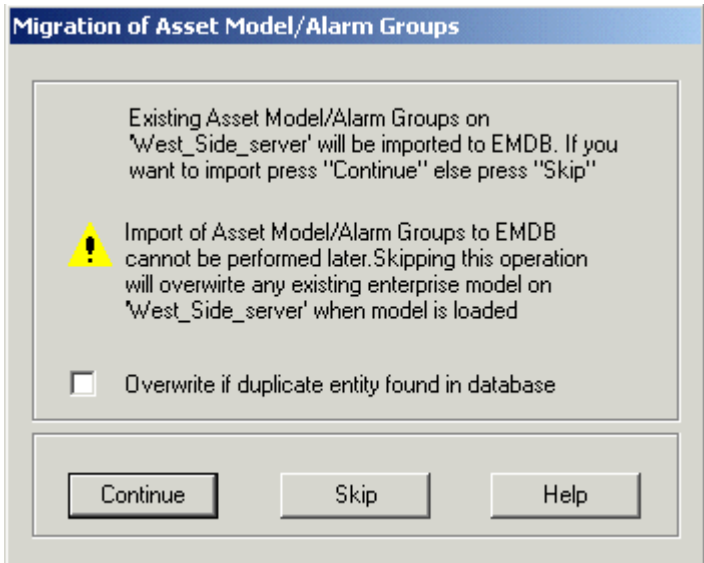 Migration of Asset Model/Alarm Groups
Existing Asset Model/Alarm Groups on
'West_Side_server' will be imported to EMDB. If you
want to import press "Continue" else press "Skip"
Import of Asset Model/Alarm Groups to EMDB
cannot be performed later.Skipping this operation
will overwirte any existing enterprise model on
'West_Side_server' when model is loaded
Overwrite if duplicate entity found in database
Continue
Skip
Help